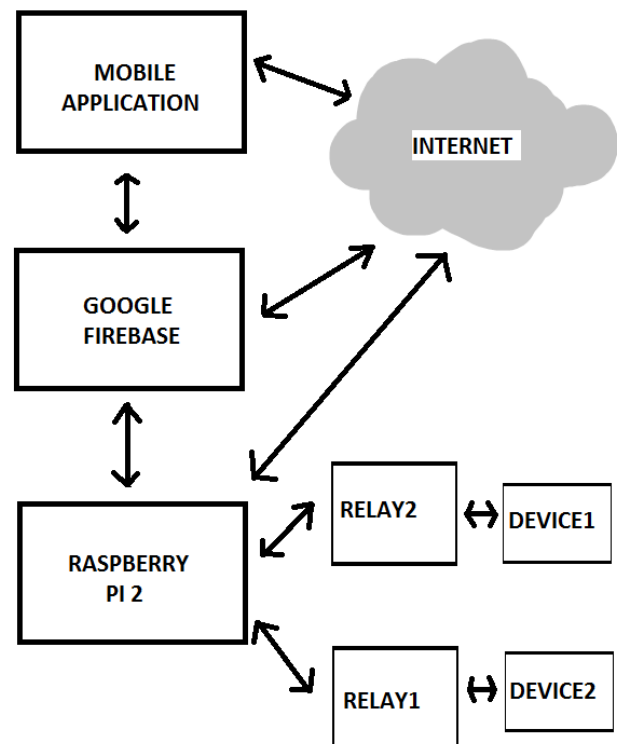 MOBILE
APPLICATION
INTERNET
GOOGLE
FIREBASE
RELAY2
DEVICE1
RASPBERRY
PI 2
RELAY1
DEVICE2